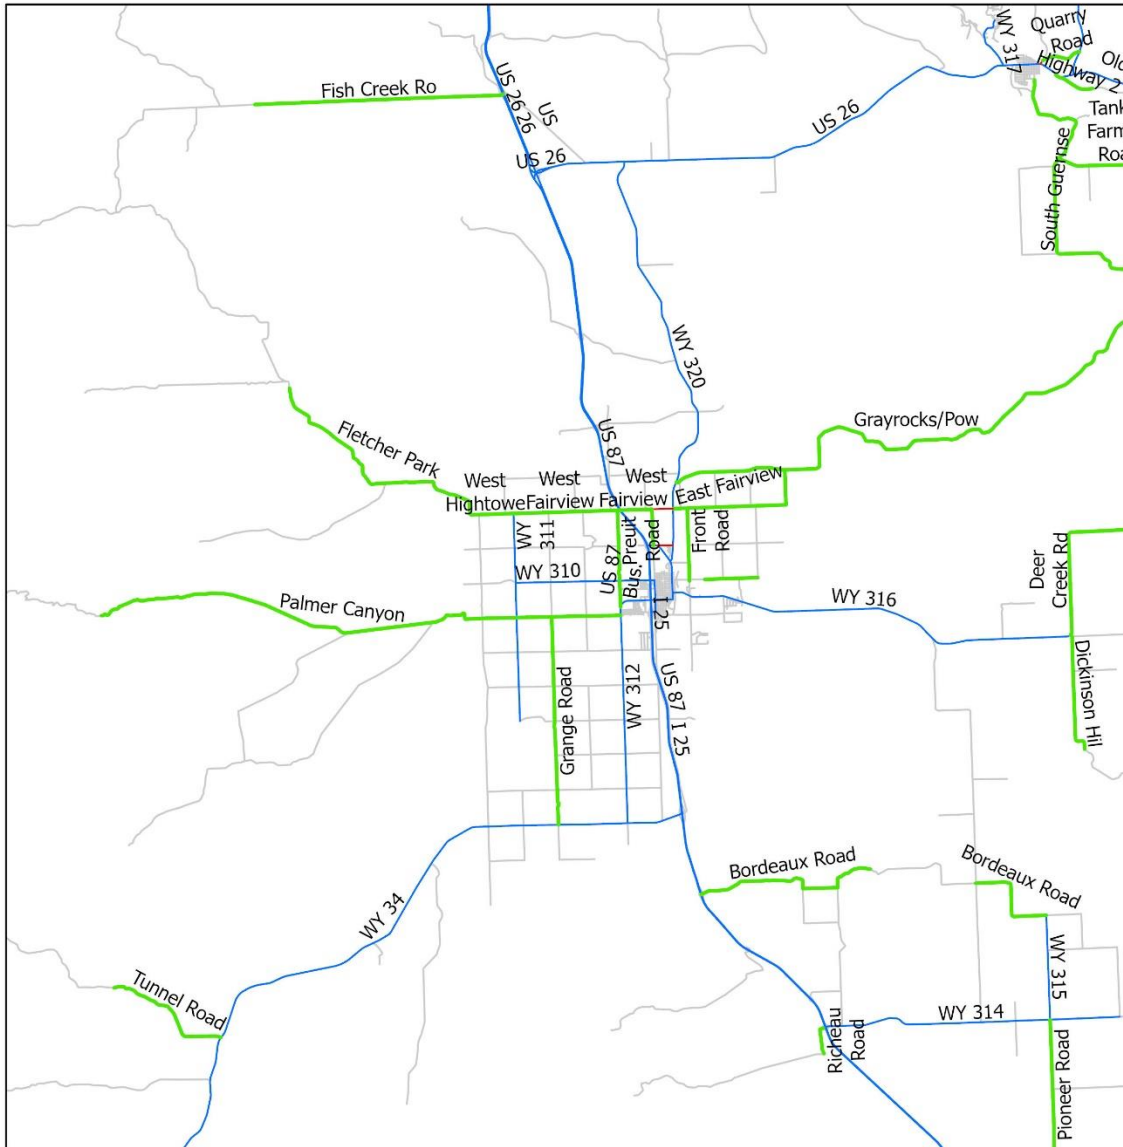 WY 317
Quarry
Road
Old
Highway 2
Tank
Farm
Roa
South Guernse
US 26
Fish Creek Ro
US 26
26
US
US 26
WY 320
US 87
Grayrocks/Pow
Fletcher Park
West
Hightowe
West
Fairview
West
Fairview
East Fairview
WY
311
Preuit
Road
Front
Road
US 87
Bus.
WY 310
I 25
WY 316
Deer
Creek Rd
Dickinson Hil
Palmer Canyon
Grange Road
WY 312
US 87
I 25
Bordeaux Road
Bordeaux Road
WY 34
Tunnel Road
WY 315
WY 314
Richeau
Road
Pioneer Road